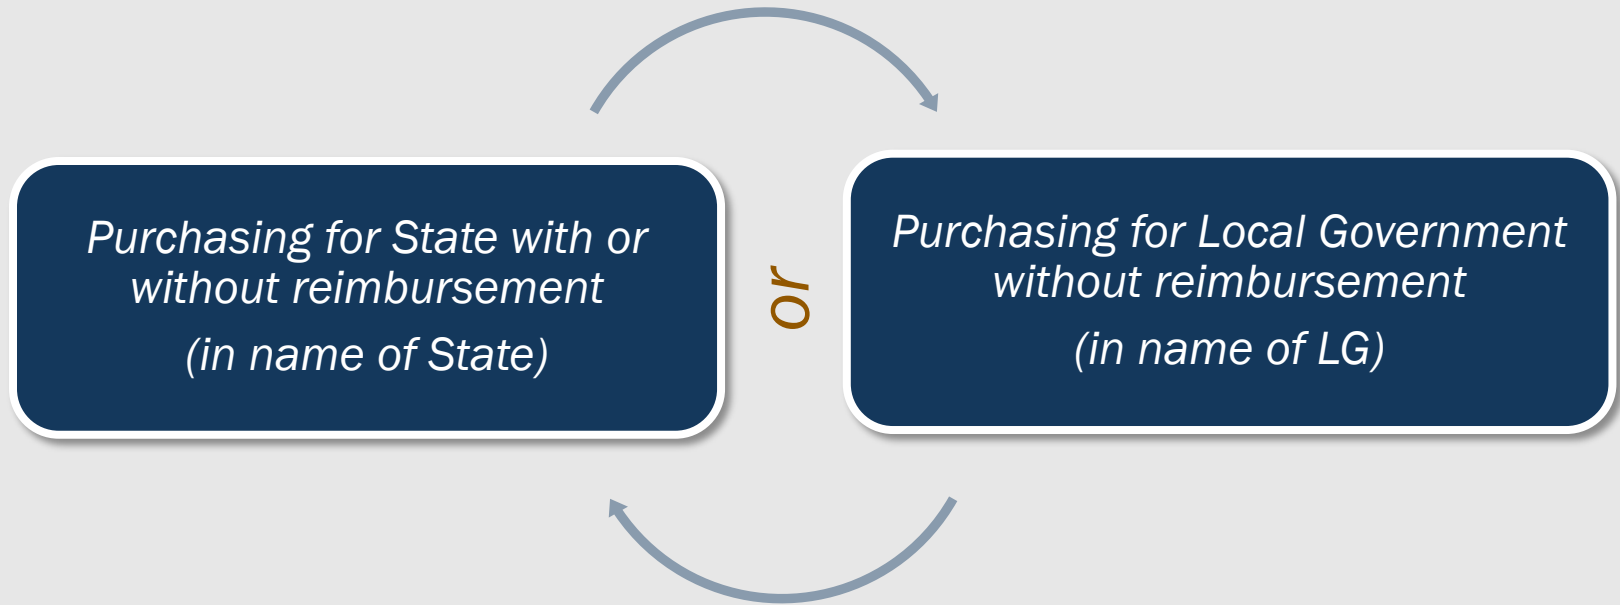 Purchasing for State with or
without reimbursement
(in name of State)
or
Purchasing for Local Government
without reimbursement
(in name of LG)